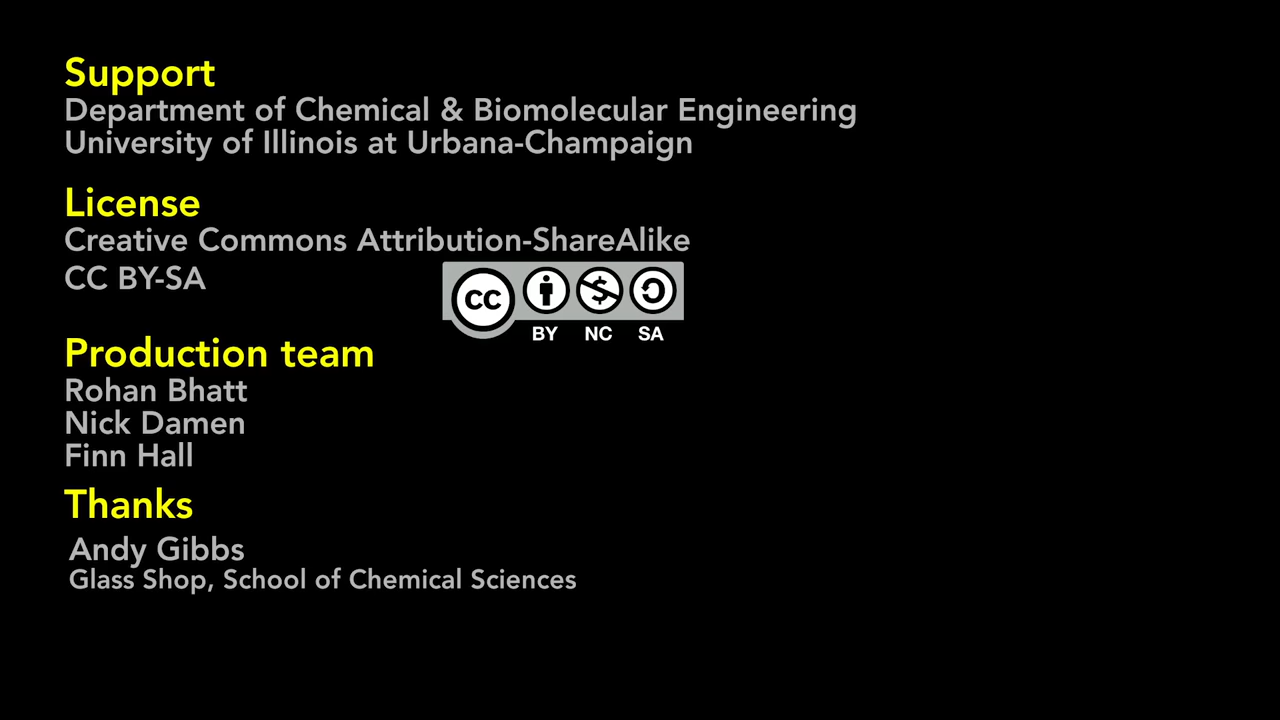 Support
Department of Chemical & Biomolecular Engineering
University of Illinois at Urbana-Champaign
License
Creative Commons Attribution-ShareAlike
CC BY-SA
CC
BY NC SA
Production team
Rohan Bhatt
Nick Damen
Finn Hall
Thanks
Andy Gibbs
Glass Shop, School of Chemical Sciences